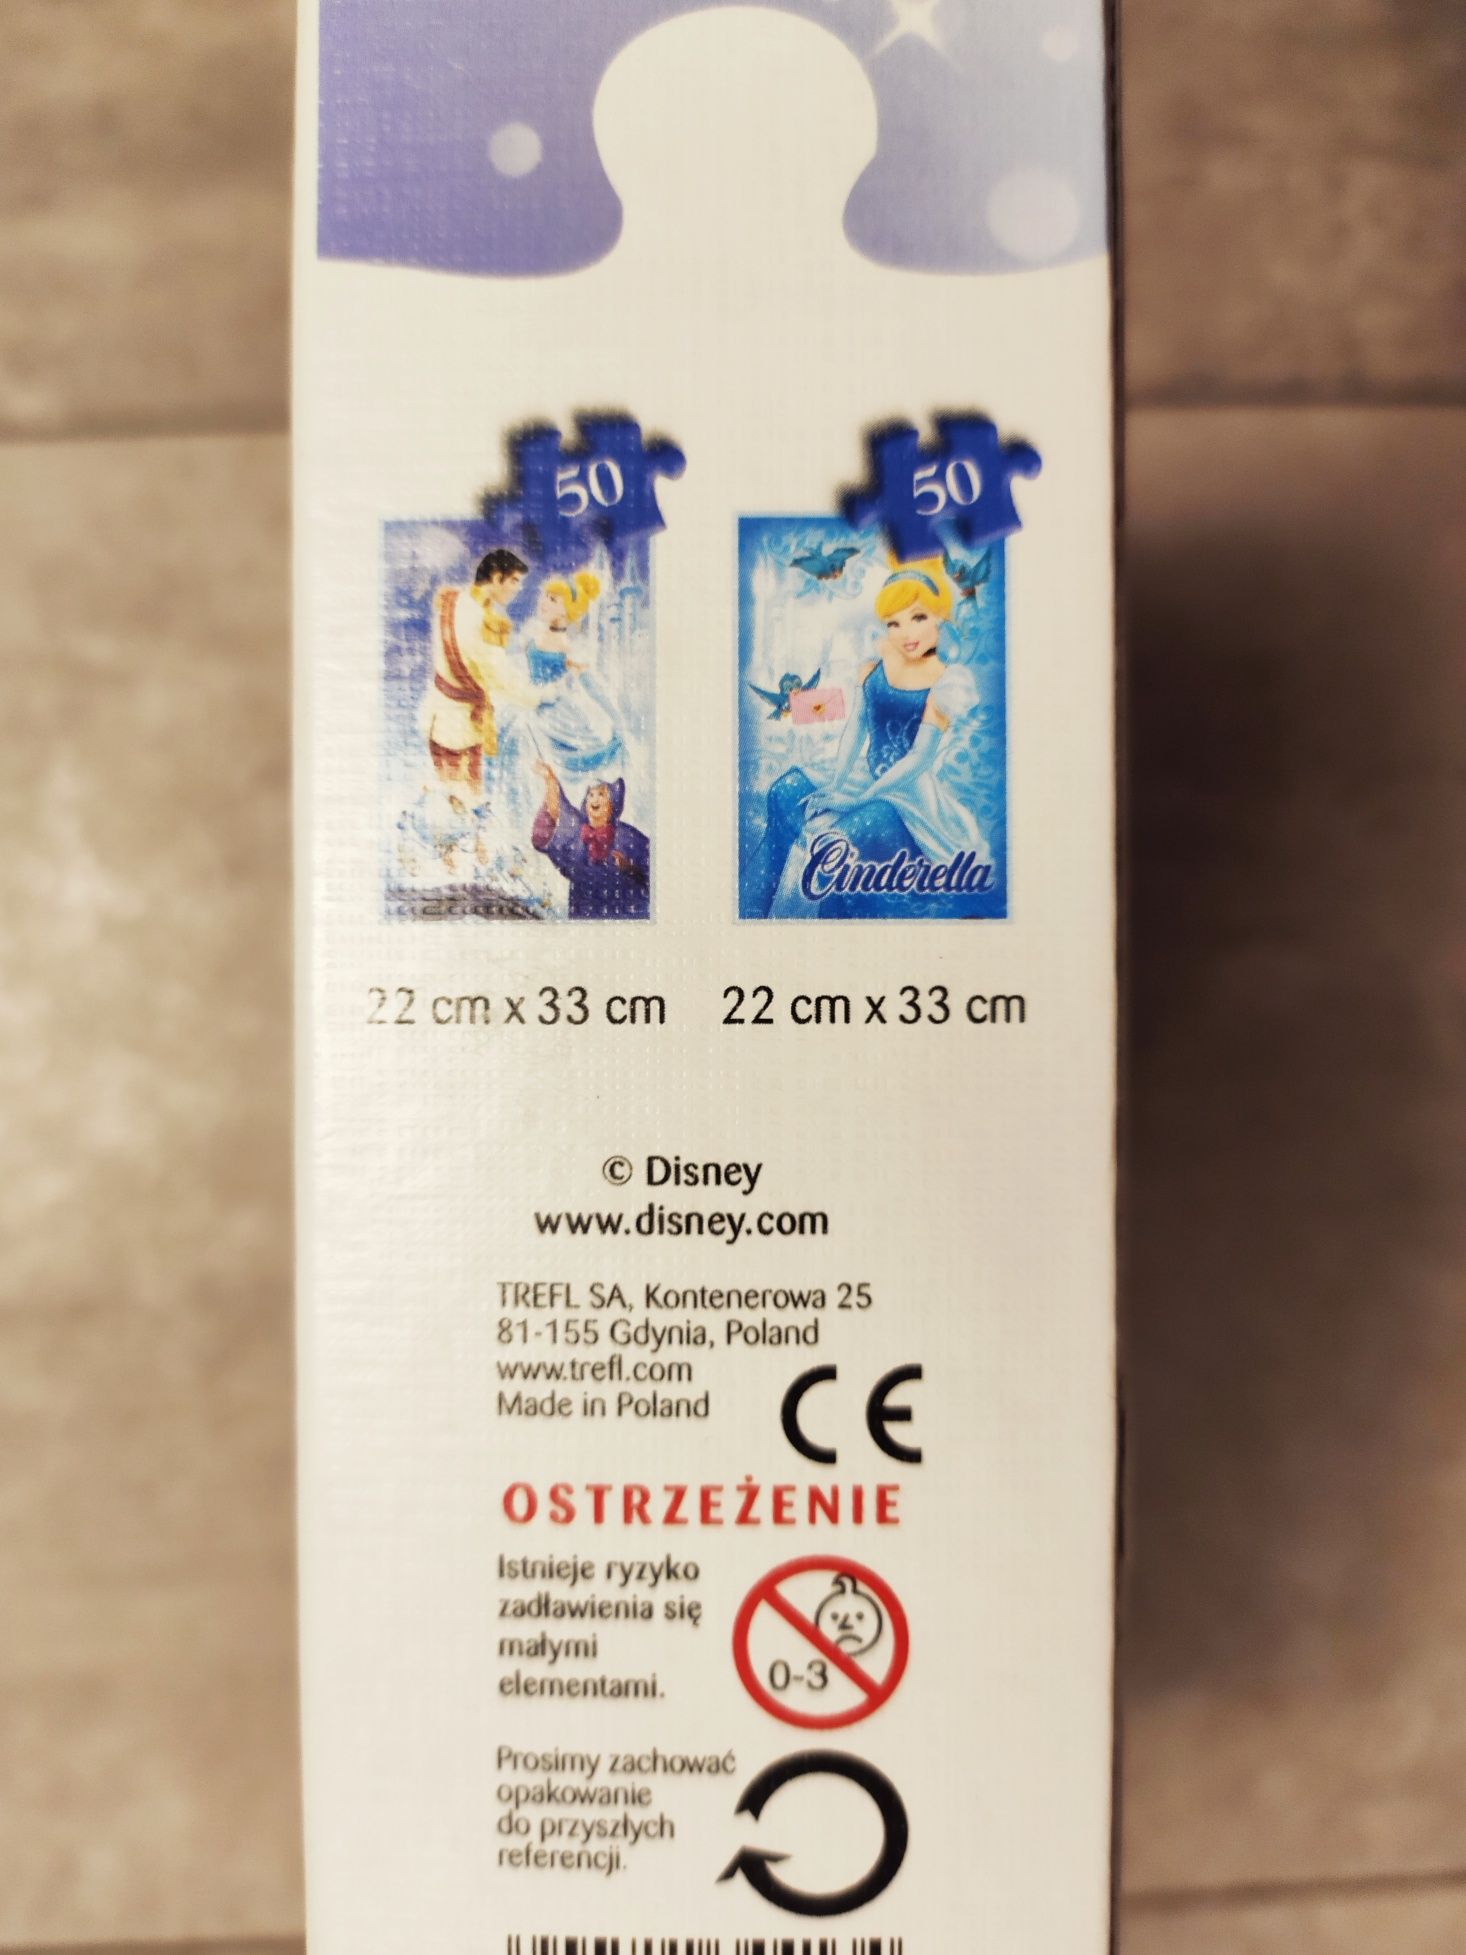 50
50
Cinderella
22 cm x 33 cm
22 cm x 33 cm
© Disney
www.disney.com
TREFL SA, Kontenerowa 25
81-155 Gdynia, Poland
www.trefl.com
Made in Poland
CE
OSTRZEŻENIE
Istnieje ryzyko
zadławienia się
małymi
elementami.
0-3
Prosimy zachować
opakowanie
do przyszłych
referencji.